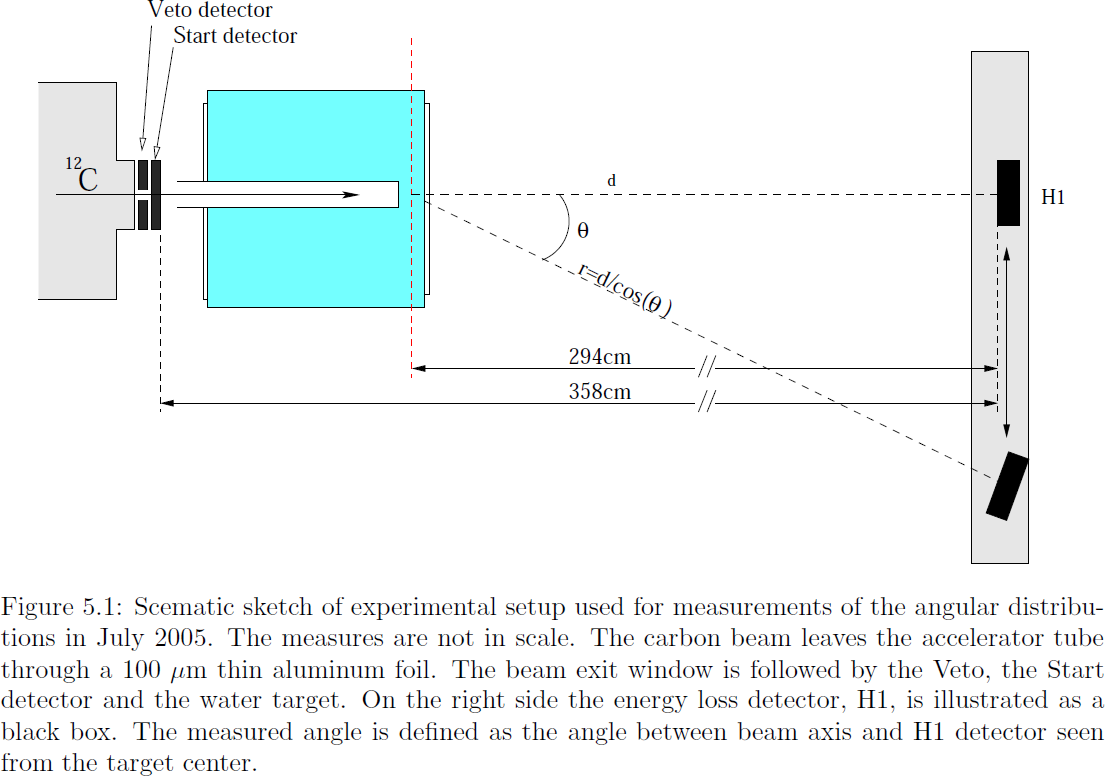 Veto detector
Start detector
12C
d
H1
θ
r=d/cos(θ)
294cm
358cm
Figure 5.1: Scematic sketch of experimental setup used for measurements of the angular distribu-
tions in July 2005. The measures are not in scale. The carbon beam leaves the accelerator tube
through a 100 μm thin aluminum foil. The beam exit window is followed by the Veto, the Start
detector and the water target. On the right side the energy loss detector, H1, is illustrated as a
black box. The measured angle is defined as the angle between beam axis and H1 detector seen
from the target center.